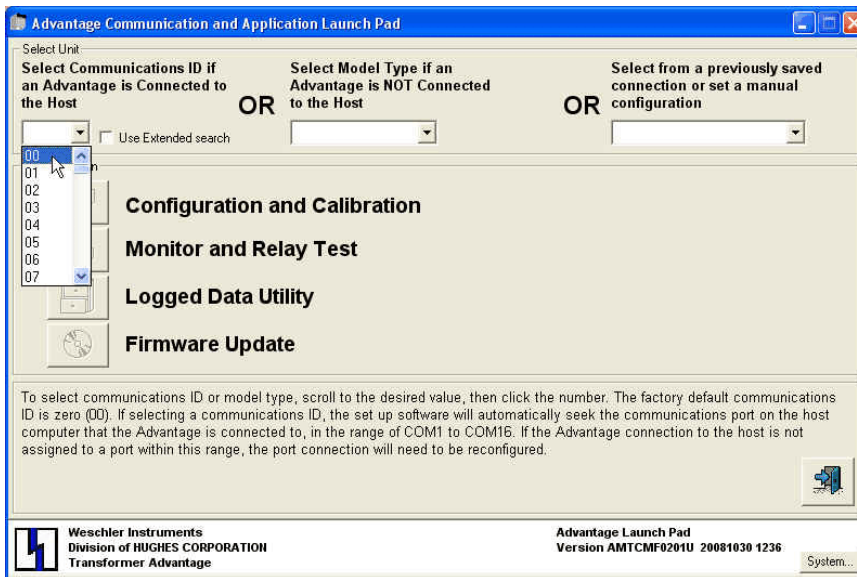 Advantage Communication and Application Launch Pad
Select Unit
Select Communications ID if
an Advantage is Connected to
the Host
OR
Select Model Type if an
Advantage is NOT Connected
to the Host
OR
Select from a previously saved
connection or set a manual
configuration
Use Extended search
00
01
02
03
04
05
06
07
Configuration and Calibration
Monitor and Relay Test
Logged Data Utility
Firmware Update
To select communications ID or model type, scroll to the desired value, then click the number. The factory default communications
ID is zero (00). If selecting a communications ID, the set up software will automatically seek the communications port on the host
computer that the Advantage is connected to, in the range of COM1 to COM16. If the Advantage connection to the host is not
assigned to a port within this range, the port connection will need to be reconfigured.
Weschler Instruments
Division of HUGHES CORPORATION
Transformer Advantage
Advantage Launch Pad
Version AMTCMF0201U 20081030 1236
System...